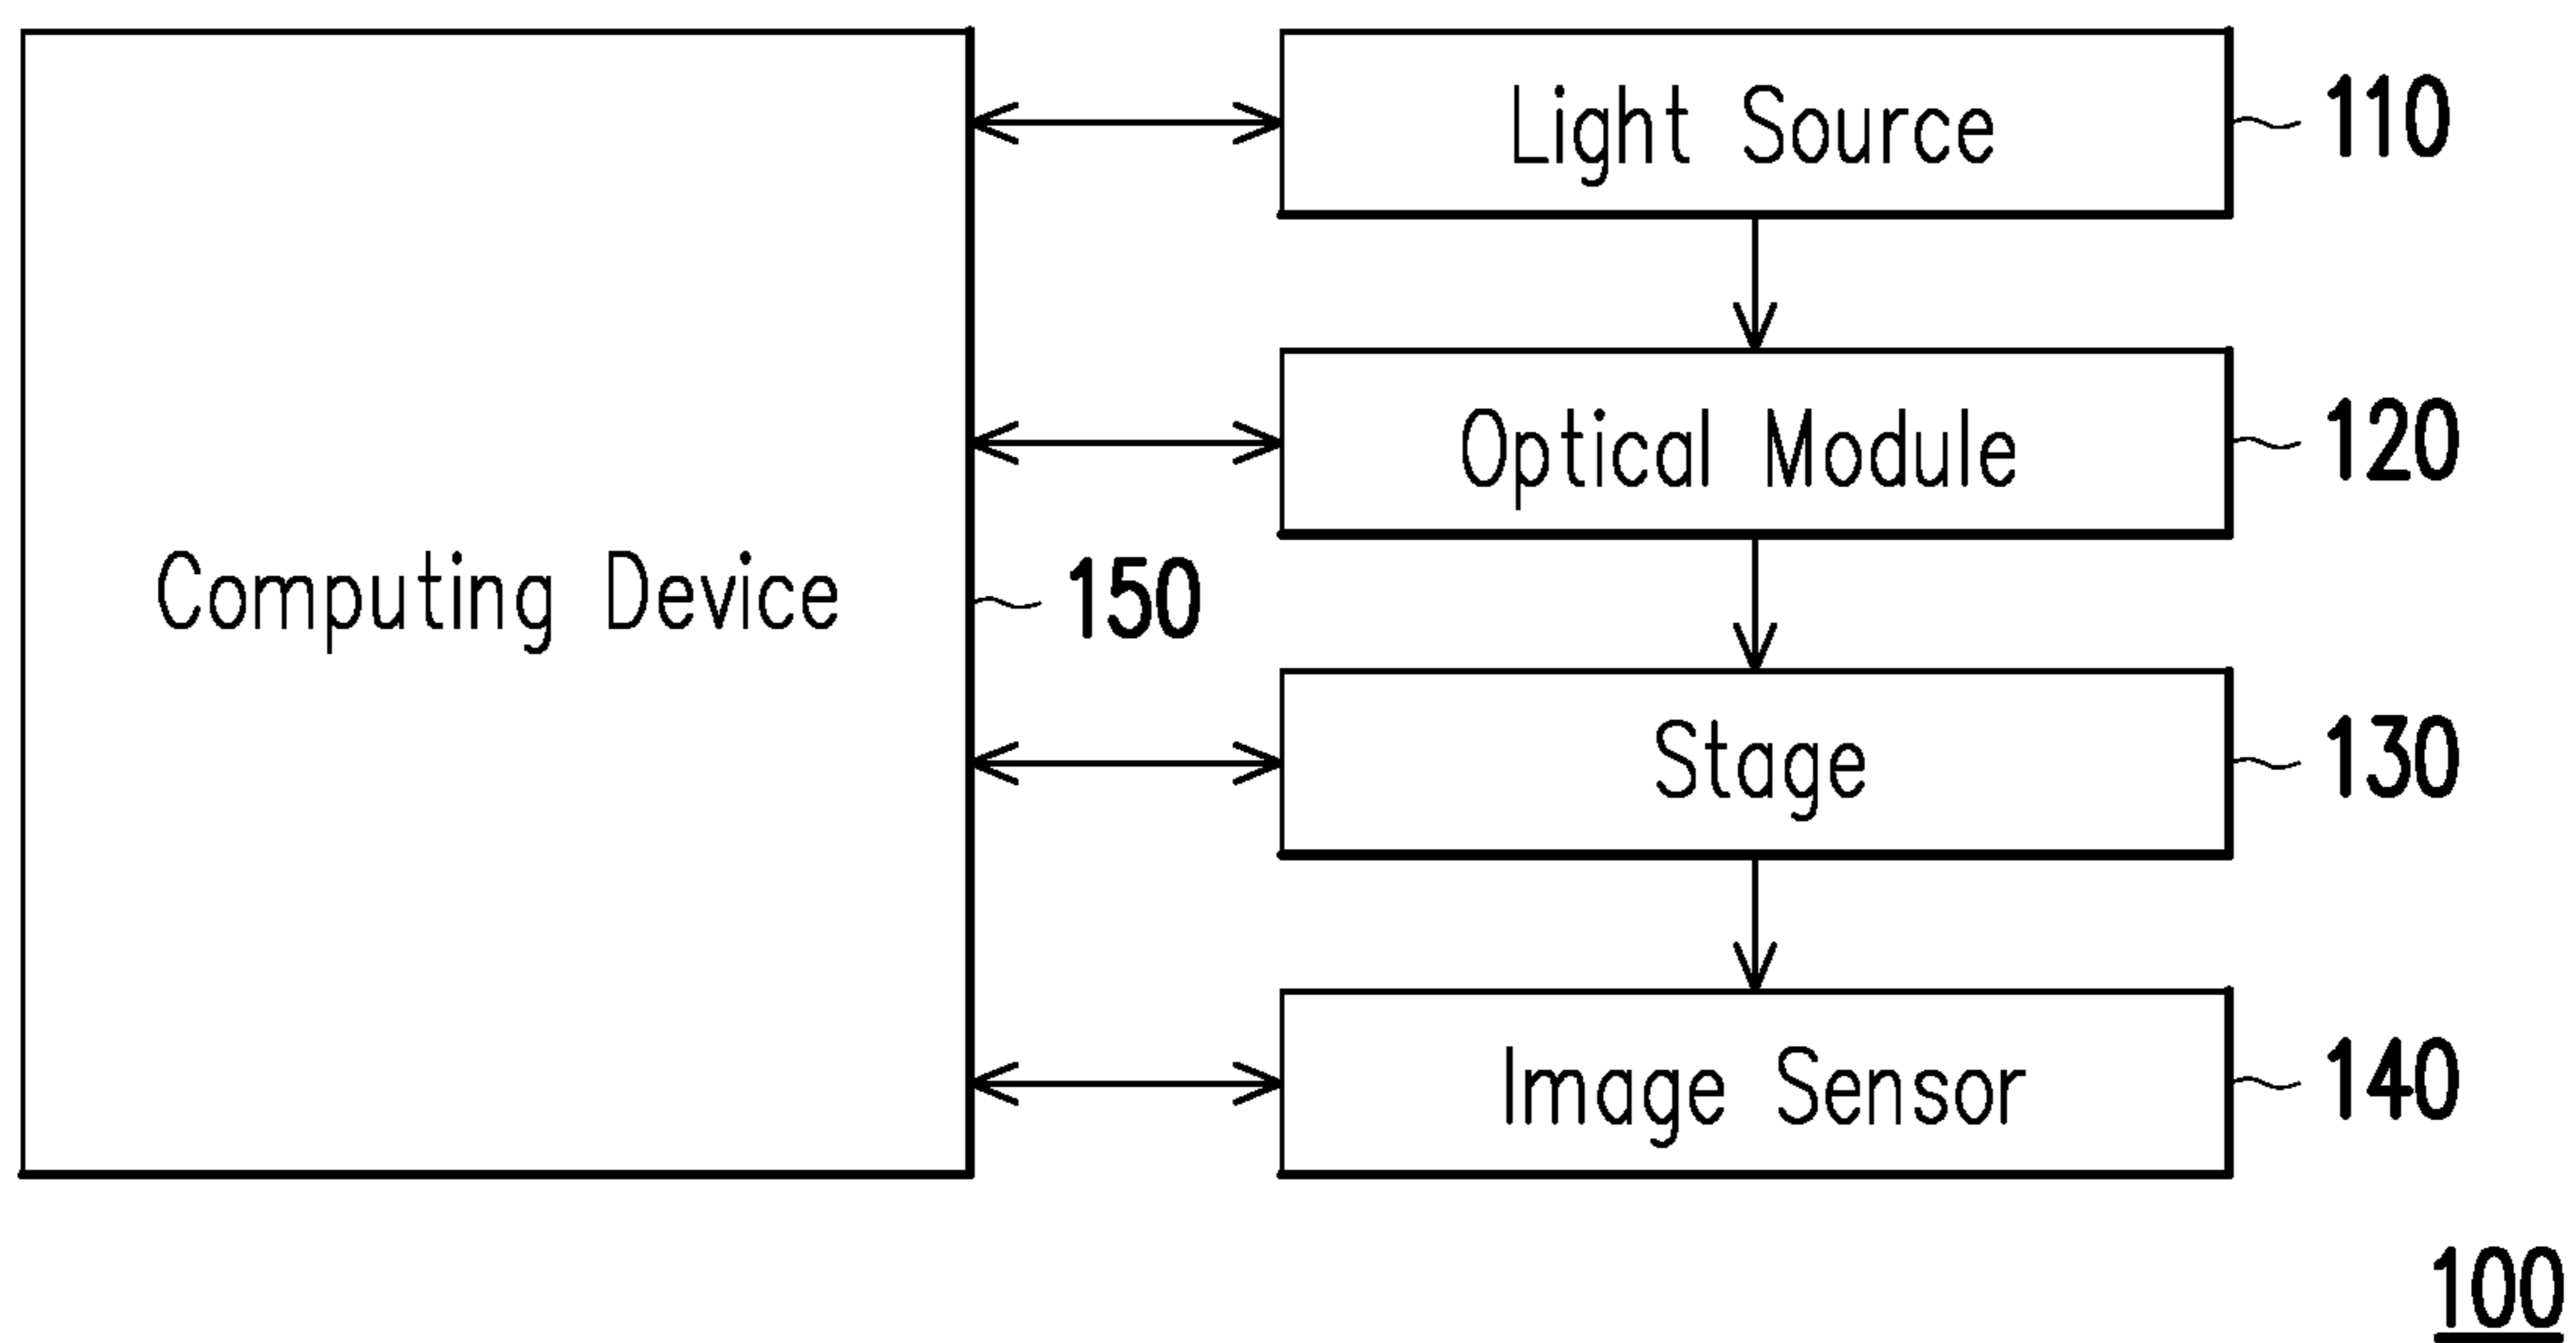 Light Source 110
Optical Module 120
Computing Device 150
Stage 130
Image Sensor 140
100